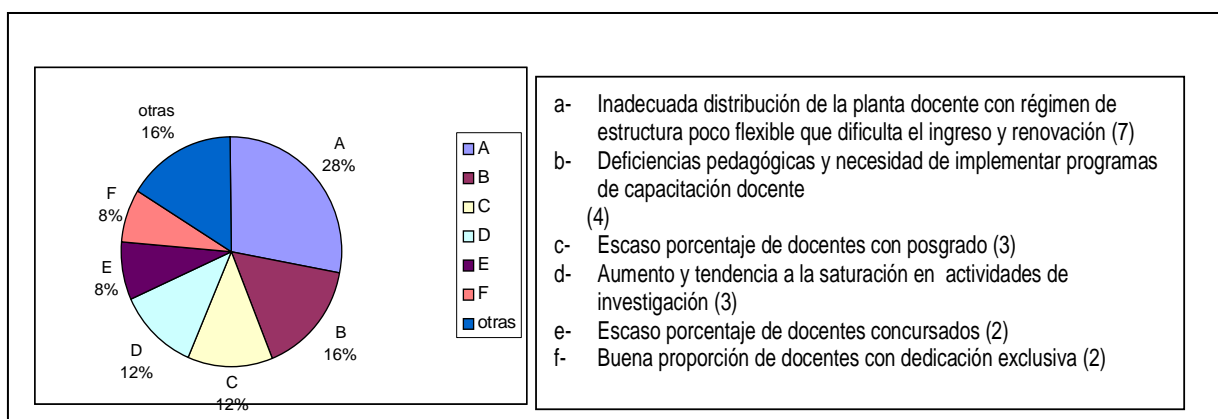 otras
16%
A
28%
F
8%
E
8%
D
12%
C
12%
B
16%
A
B
C
D
E
F
otras
a- Inadecuada distribución de la planta docente con régimen de
estructura poco flexible que dificulta el ingreso y renovación (7)
b- Deficiencias pedagógicas y necesidad de implementar programas
de capacitación docente
(4)
c- Escaso porcentaje de docentes con posgrado (3)
d- Aumento y tendencia a la saturación en actividades de
investigación (3)
e- Escaso porcentaje de docentes concursados (2)
f- Buena proporción de docentes con dedicación exclusiva (2)